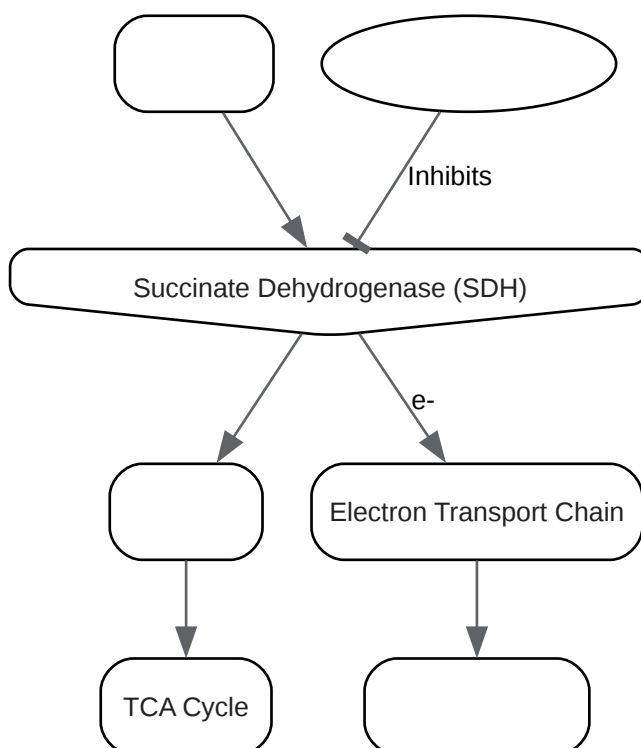 Inhibits
Succinate Dehydrogenase (SDH)
e-
Electron Transport Chain
TCA Cycle